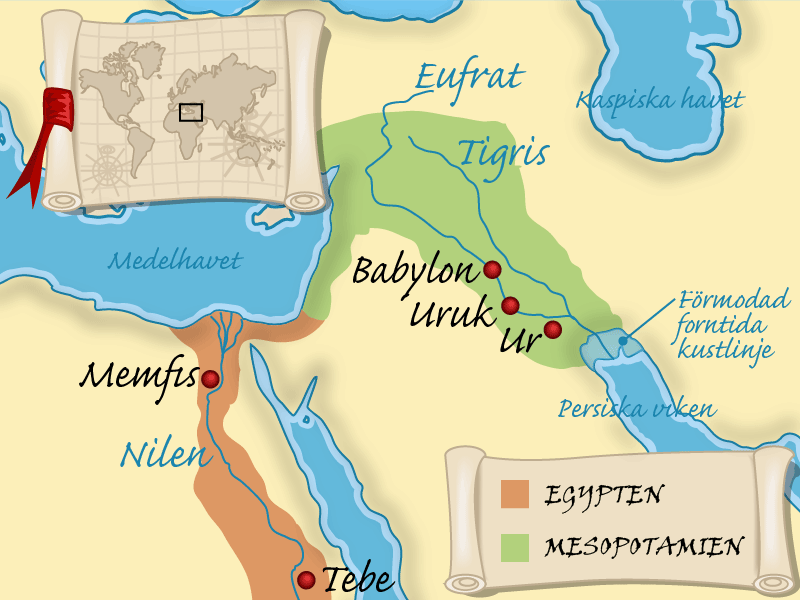 Eufrat
Kaspiska havet
Tigris
Medelhavet
Babylon
Uruk
Ur
Förmodad
forntida
kustlinje
Memfis
Persiska viken
Nilen
EGYPTEN
MESOPOTAMIEN
Tebe